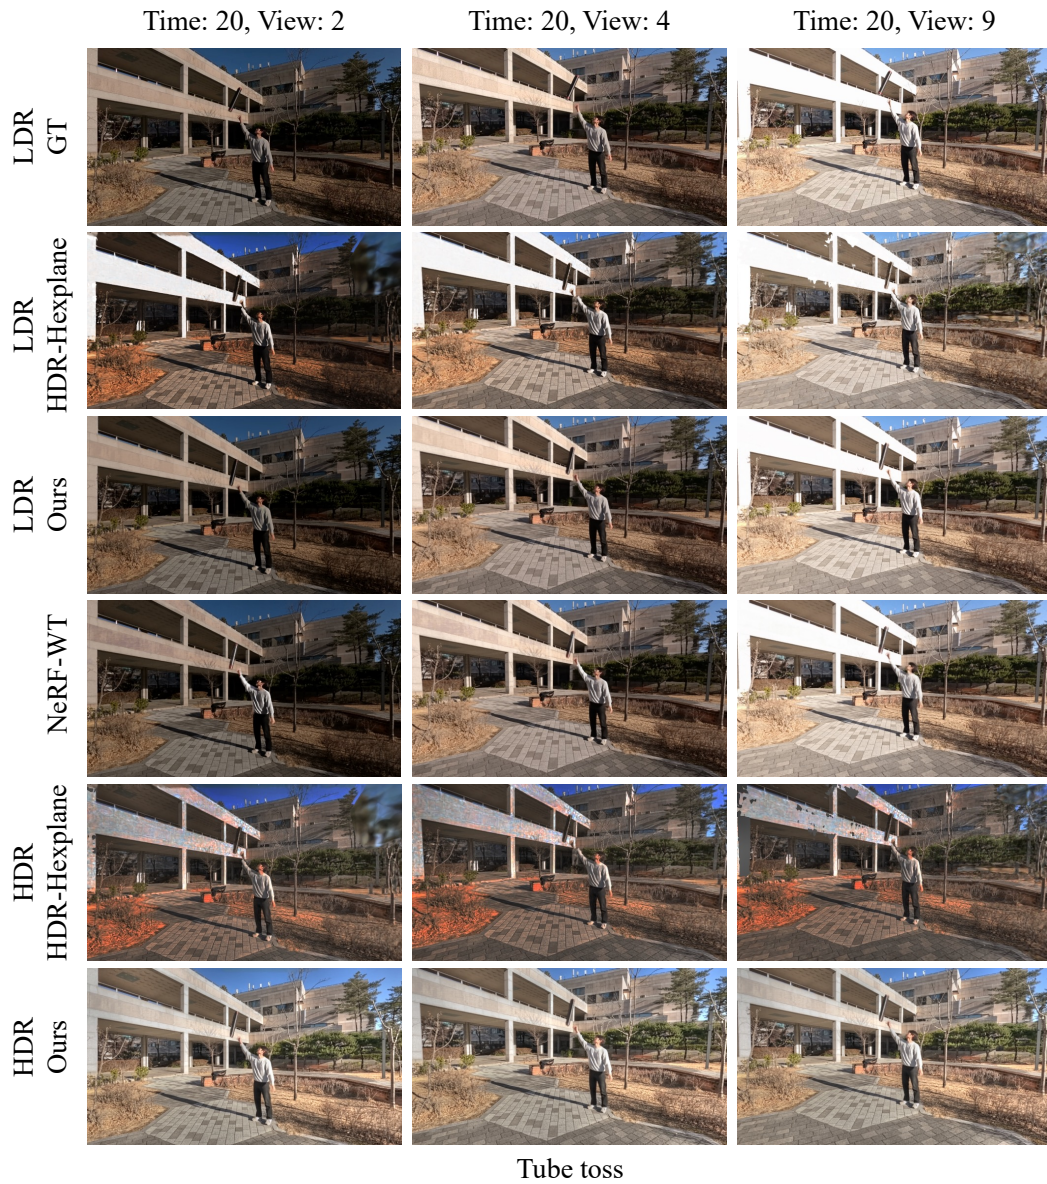 Time: 20, View: 2
Time: 20, View: 4
Time: 20, View: 9
LDR
GT
LDR
HDR-Hexplane
LDR
Ours
NeRF-WT
HDR
HDR-Hexplane
HDR
Ours
Tube toss